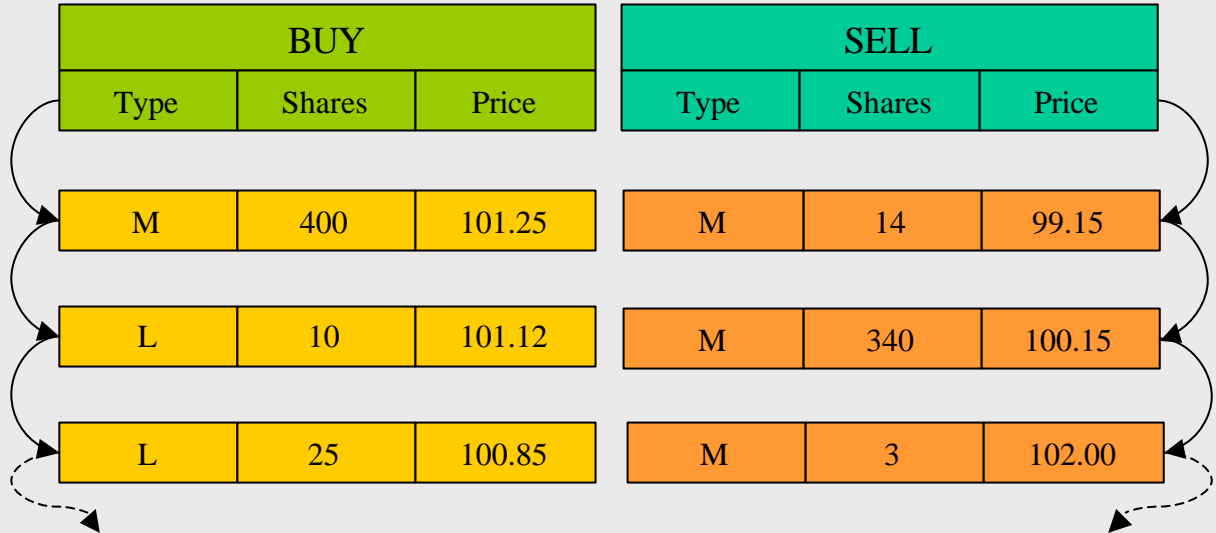 BUY SELL
Type Shares Price Type Shares Price
M 400 101.25 M 14 99.15
L 10 101.12 M 340 100.15
L 25 100.85 M 3 102.00